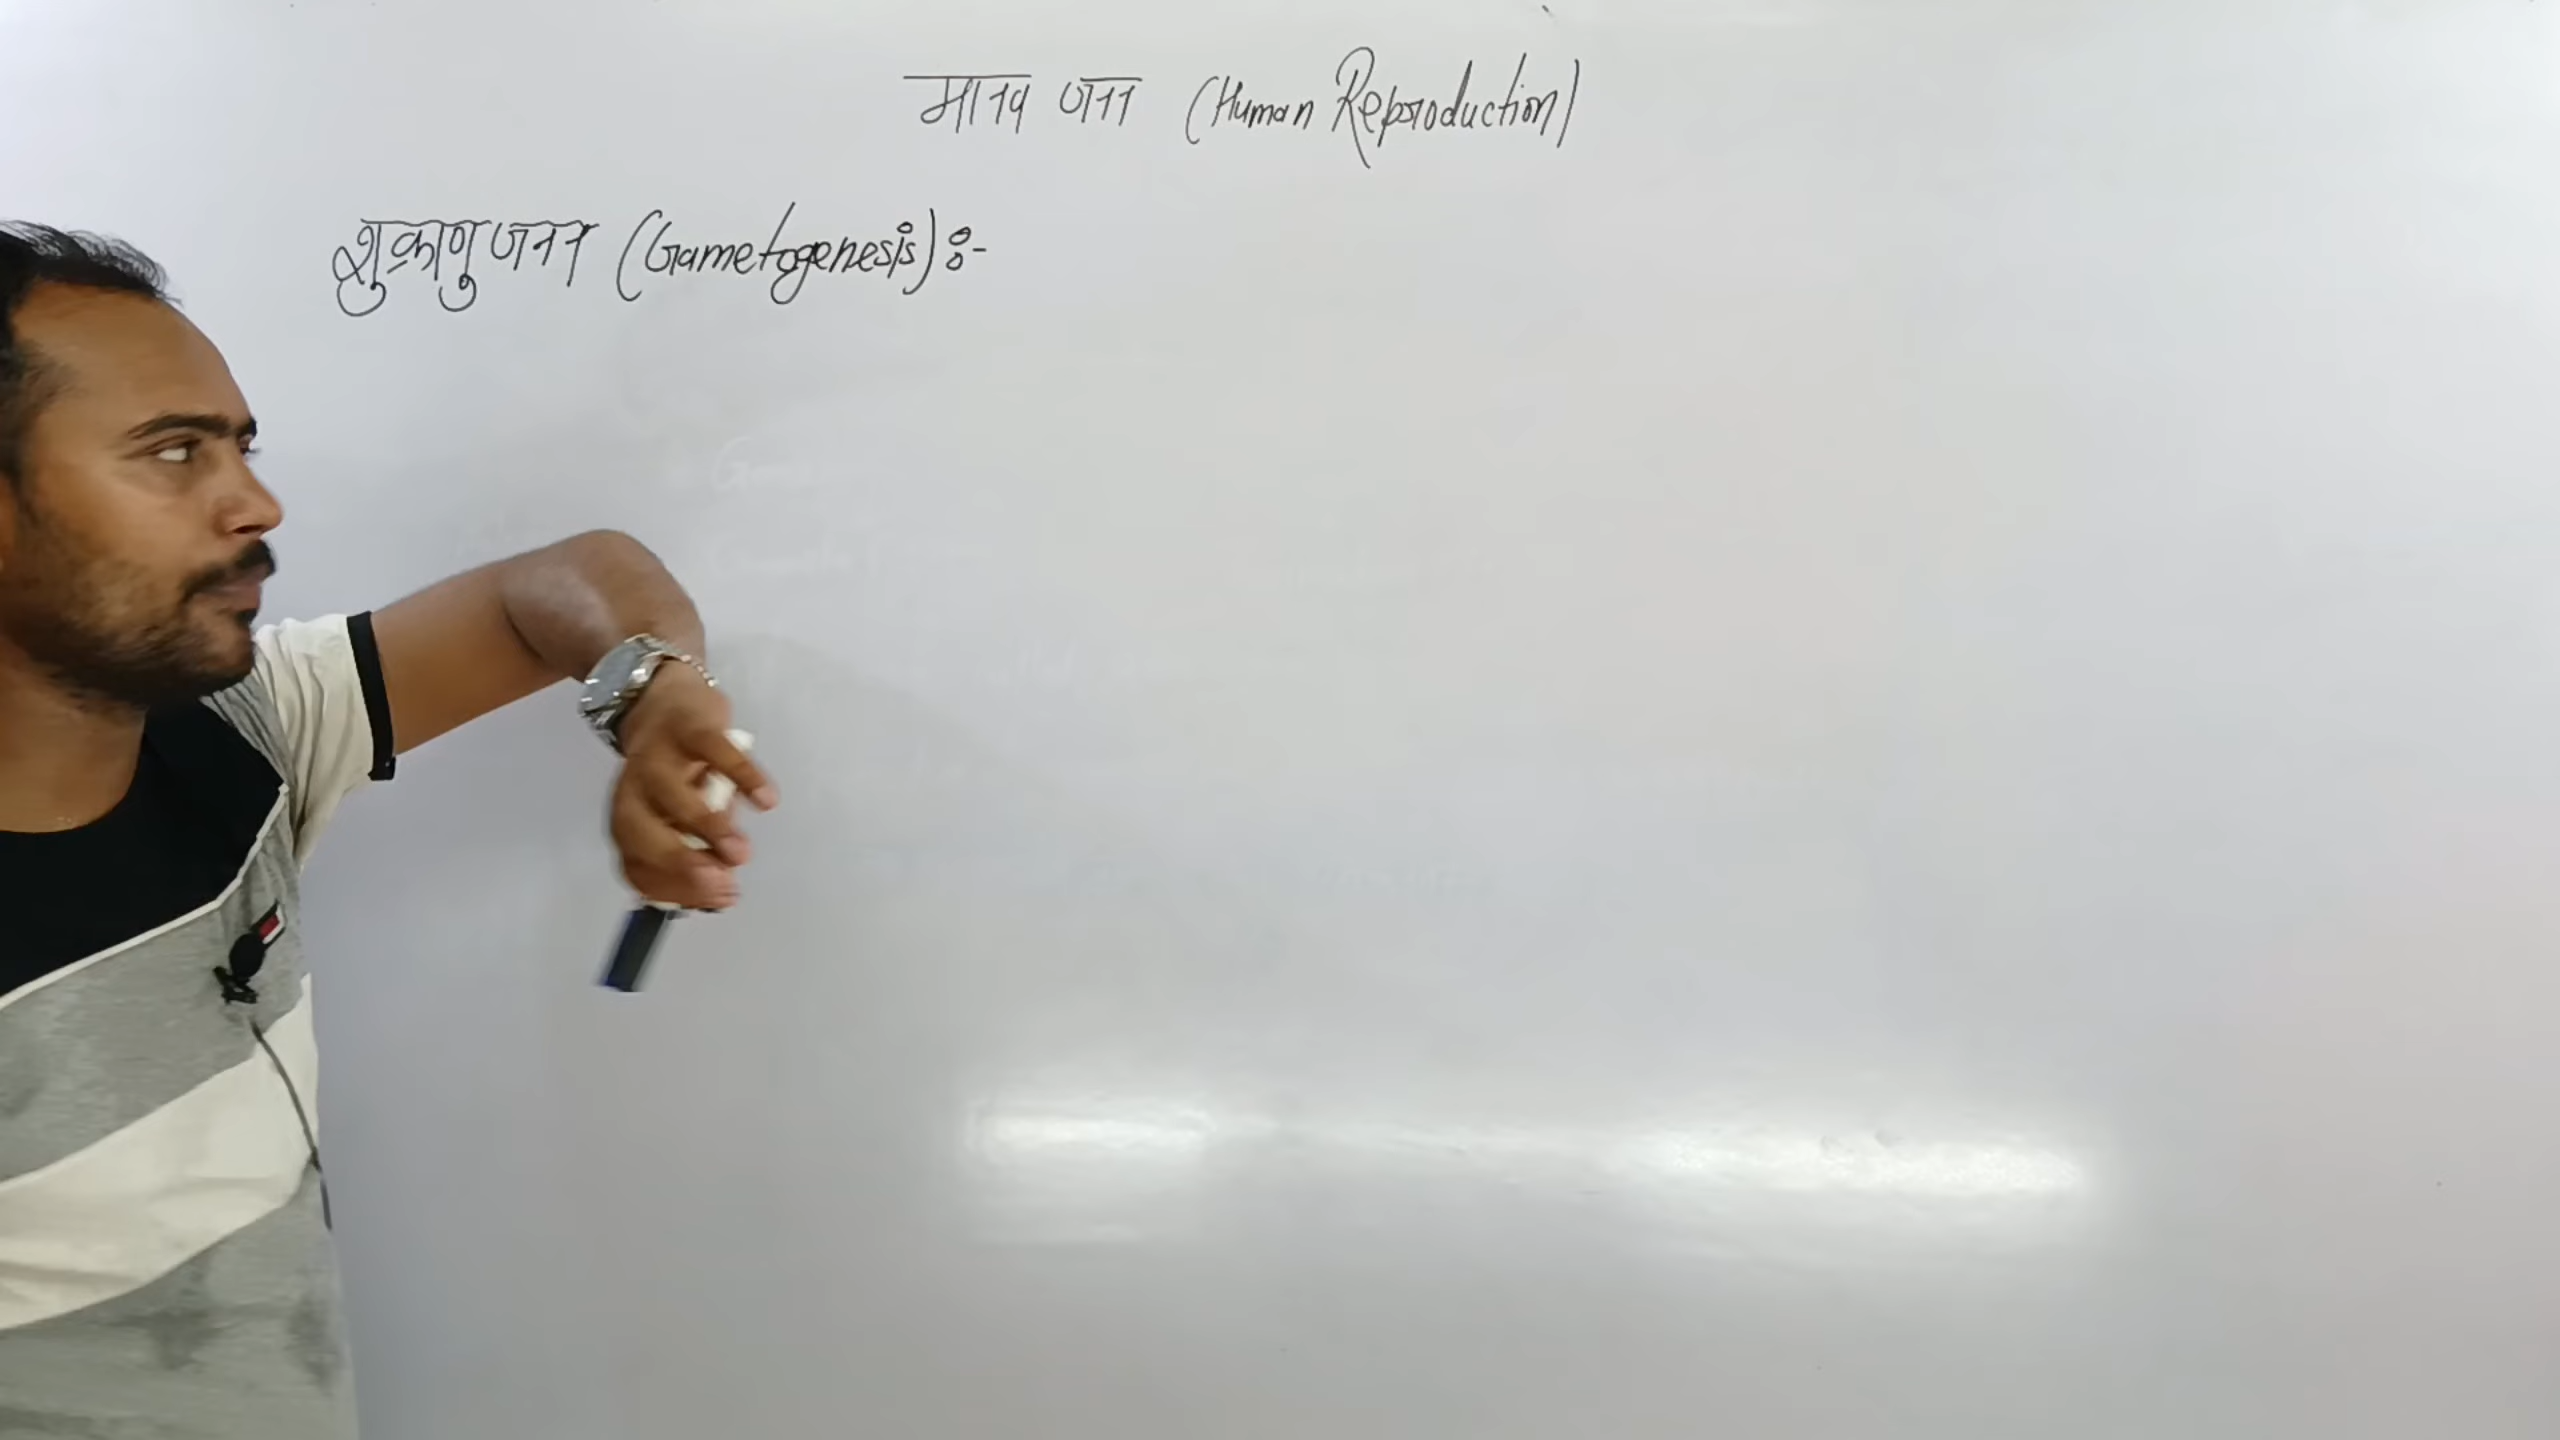 मानव जनन (Human Reproduction)
शुक्राणु जनन (Gametogenesis):-